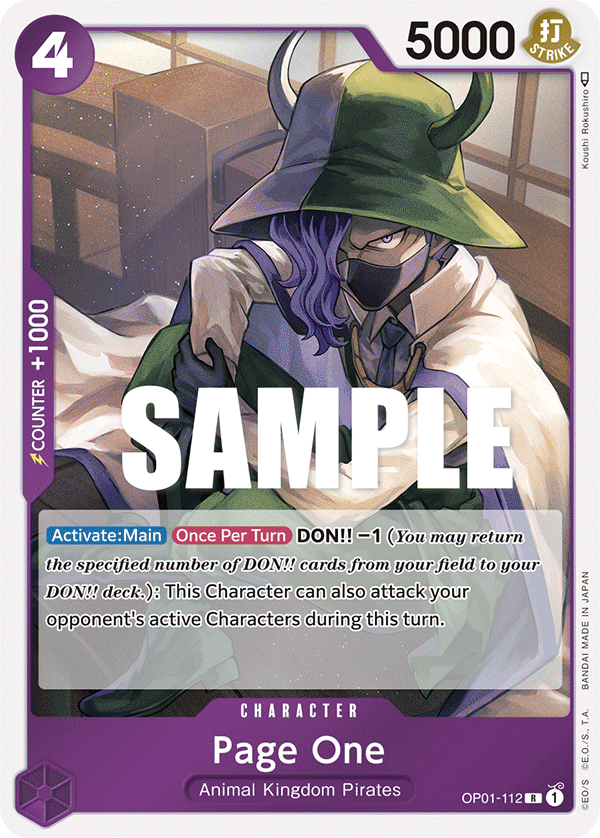 4
5000
打
STRIKE
Koushi Rokushiro
COUNTER +1000
SAMPLE
Activate:Main Once Per Turn DON!! −1 (You may return
the specified number of DON!! cards from your field to your
DON!! deck.): This Character can also attack your
opponent's active Characters during this turn.
CHARACTER
Page One
Animal Kingdom Pirates
OP01-112 R 1
©EO/S ©E.O./S., T.A. BANDAI MADE IN JAPAN